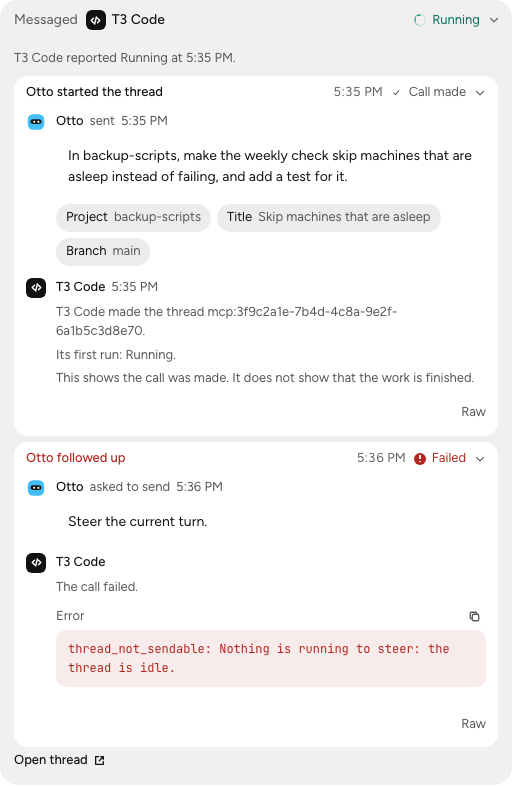 Messaged T3 Code Running
T3 Code reported Running at 5:35 PM.
Otto started the thread 5:35 PM Call made
Otto sent 5:35 PM
In backup-scripts, make the weekly check skip machines that are
asleep instead of failing, and add a test for it.
Project backup-scripts Title Skip machines that are asleep
Branch main
T3 Code 5:35 PM
T3 Code made the thread mcp:3f9c2a1e-7b4d-4c8a-9e2f-
6a1b5c3d8e70.
Its first run: Running.
This shows the call was made. It does not show that the work is finished.
Raw
Otto followed up 5:36 PM Failed
Otto asked to send 5:36 PM
Steer the current turn.
T3 Code
The call failed.
Error
thread_not_sendable: Nothing is running to steer: the
thread is idle.
Raw
Open thread